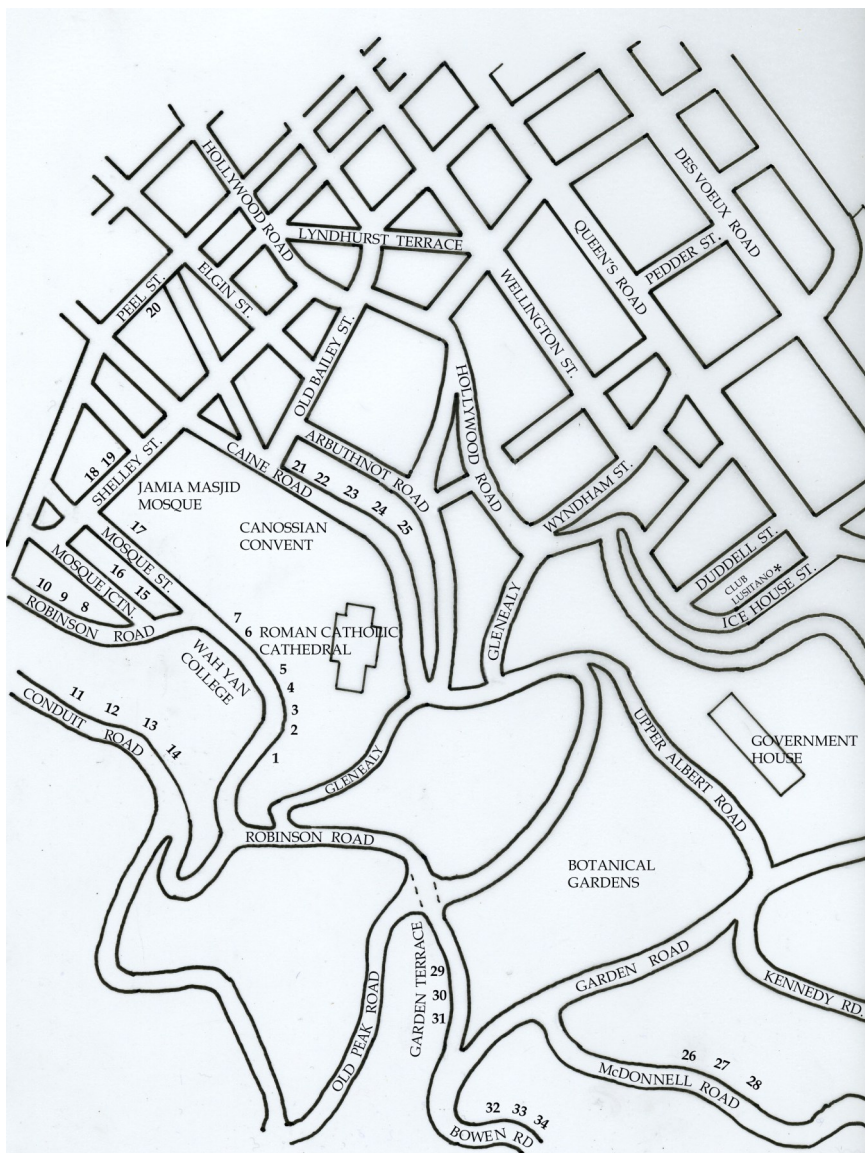 HOLLYWOOD ROAD
DES VOEUX ROAD
LYNDHURST TERRACE
QUEEN'S ROAD
PEDDER ST.
PEEL ST.
20
ELGIN ST.
WELLINGTON ST.
OLD BAILEY ST.
HOLLYWOOD ROAD
18 19
SHELLEY ST.
CAINE ROAD
ARBUTHNOT ROAD
21 22 23 24 25
WYNDHAM ST.
JAMIA MASJID
MOSQUE
17
CANOSSIAN
CONVENT
DUDDELL ST.
CLUB
LUSITANO*
ICE HOUSE ST.
MOSQUE ST.
16 15
MOSQUE JCTN.
10 9 8
ROBINSON ROAD
7
6
ROMAN CATHOLIC
CATHEDRAL
GLENEALY
WAH YAN
COLLEGE
5
4
3
2
1
11 12 13 14
CONDUIT ROAD
UPPER ALBERT ROAD
GOVERNMENT
HOUSE
GLENEALY
ROBINSON ROAD
BOTANICAL
GARDENS
GARDEN TERRACE
29
30
31
OLD PEAK ROAD
GARDEN ROAD
KENNEDY RD.
26 27 28
McDONNELL ROAD
32 33 34
BOWEN RD